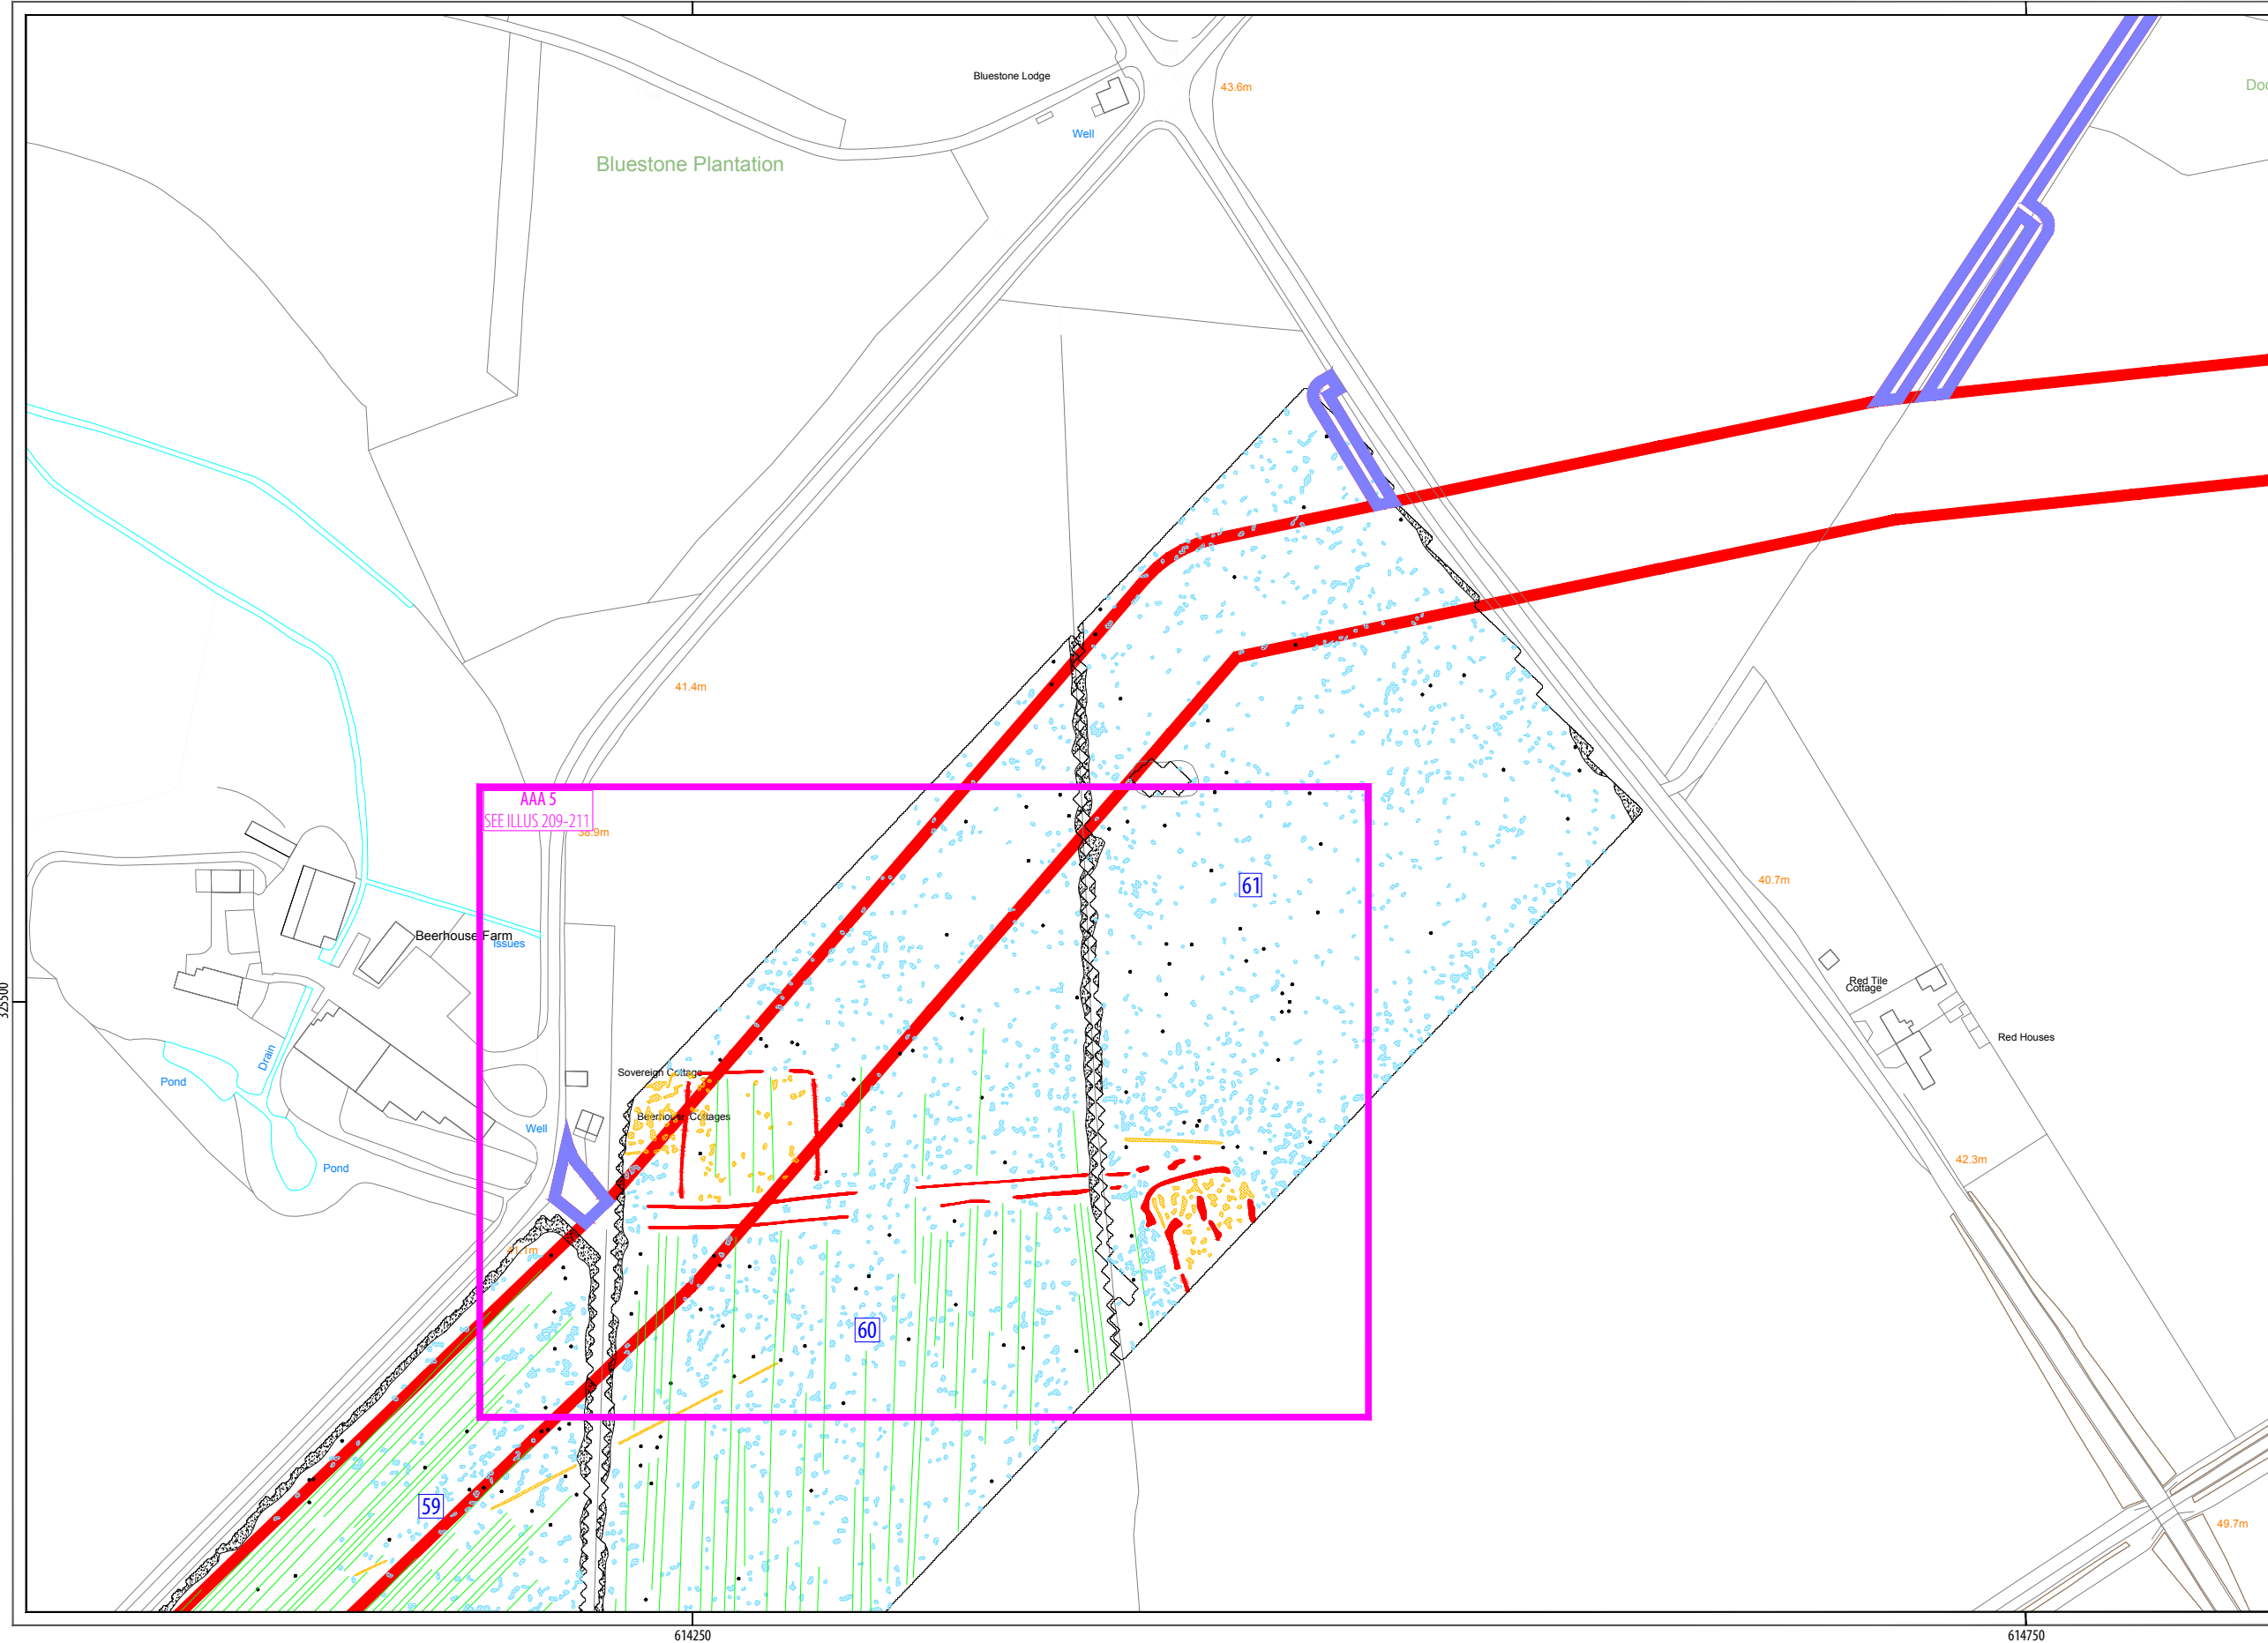 Bluestone Lodge
43.6m
Well
Bluestone Plantation
41.4m
AAA 5
SEE ILLUS 209-211
38.9m
61
40.7m
Beerhouse Farm
Issues
Red Tile
Cottage
325500
Red Houses
Drain
Pond
Sovereign Cottage
Beerhouse Cottages
Well
Pond
42.3m
41.1m
60
59
49.7m
614250
614750